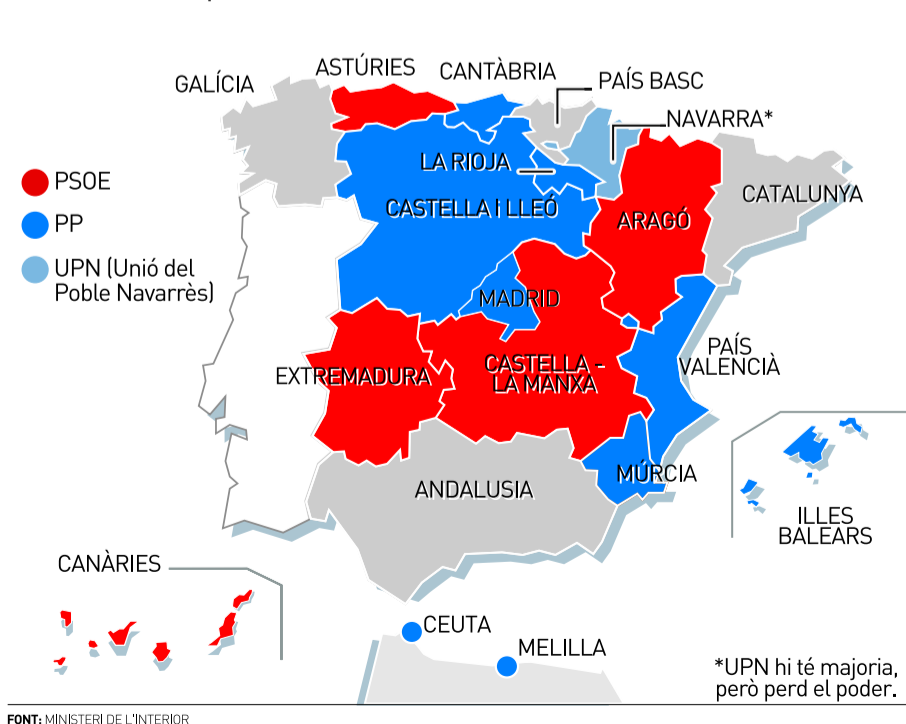 GALÍCIA
ASTÚRIES
CANTÀBRIA
PAÍS BASC
NAVARRA*
LA RIOJA
PSOE
PP
UPN (Unió del
Poble Navarrès)
CASTELLA i LLEÓ
ARAGÓ
CATALUNYA
MADRID
EXTREMADURA
CASTELLA -
LA MANXA
PAÍS
VALENCIÀ
MÚRCIA
ANDALUSIA
ILLES
BALEARS
CANÀRIES
CEUTA
MELILLA
*UPN hi té majoria,
però perd el poder.
FONT: MINISTERI DE L'INTERIOR